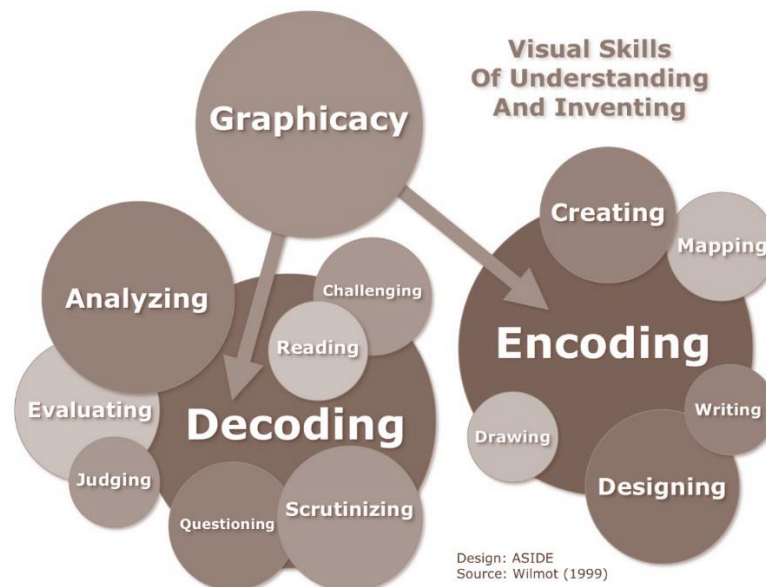 Visual Skills
Of Understanding
And Inventing
Graphicacy
Creating
Mapping
Analyzing
Challenging
Reading
Encoding
Evaluating
Decoding
Writing
Drawing
Judging
Designing
Scrutinizing
Questioning
Design: ASIDE
Source: Wilmot (1999)